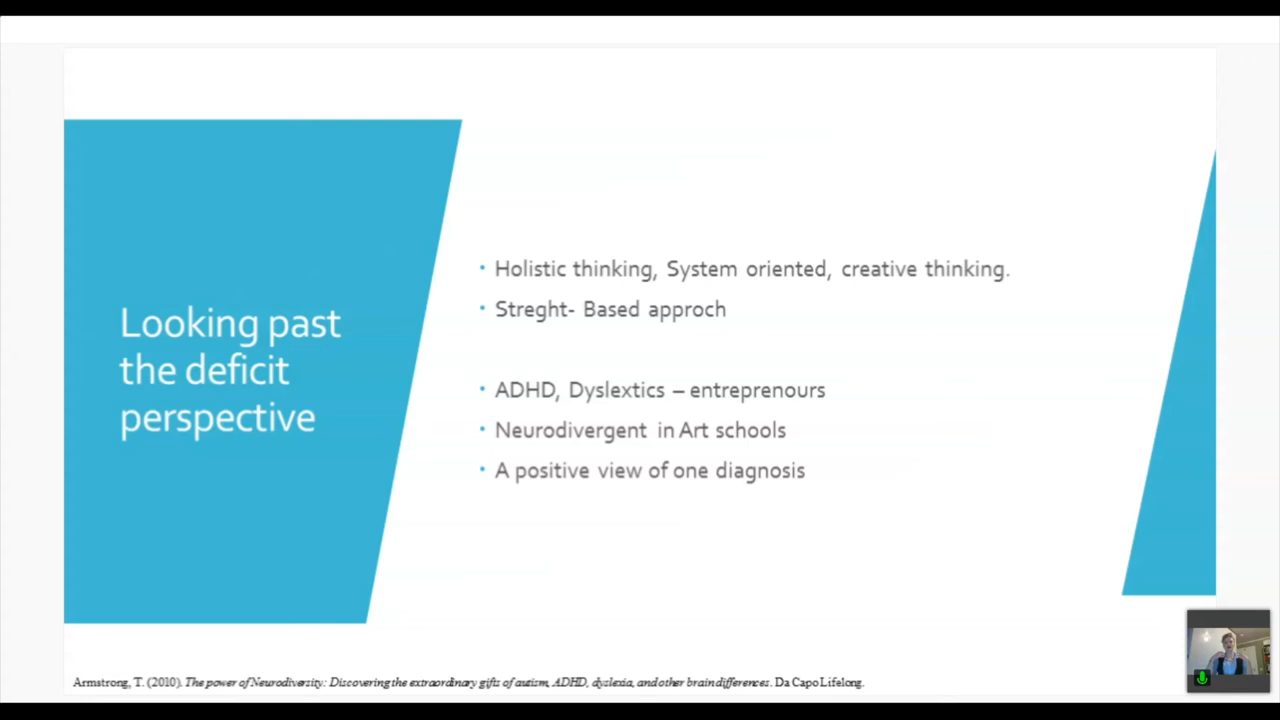 Looking past
the deficit
perspective
Holistic thinking, System oriented, creative thinking.
Streght- Based approch
ADHD, Dyslextics – entreprenours
Neurodivergent in Art schools
A positive view of one diagnosis
Armstrong, T. (2010). The power of Neurodiversity: Discovering the extraordinary gifts of autism, ADHD, dyslexia, and other brain differences. Da Capo Lifelong.